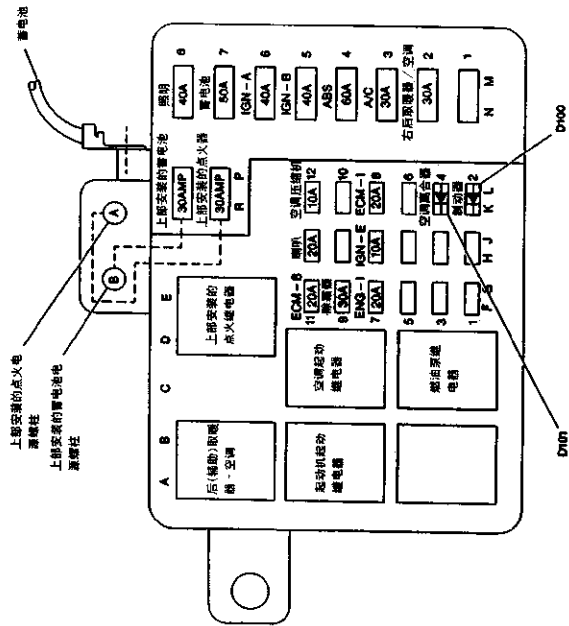 蓄电池
上部安装的点火电
源螺柱
上部安装的蓄电池电
源螺柱
A
B
8
7
6
5
4
3
2
1
照明
40A
蓄电池
50A
IGN-A
40A
IGN-B
40A
ABS
60A
A/C
30A
右后取暖器/空调
30A
N M
上部安装的蓄电池
30AMP
上部安装的点火器
30AMP
R P
空调压缩机 12
10A
10
ECM-I 8
20A
6
空调离合器 4
制动器 2
K L
喇叭
20A
IGN-E
10A
H J
ECM-B
11 20A
除雾器
9 30A
ENG-I
7 20A
5
3
1
F G
D100
D101
A B C D E
上部安装的
点火继电器
空调起动
继电器
燃油泵继
电器
后(辅助)取暖
器-空调
起动机起动
继电器